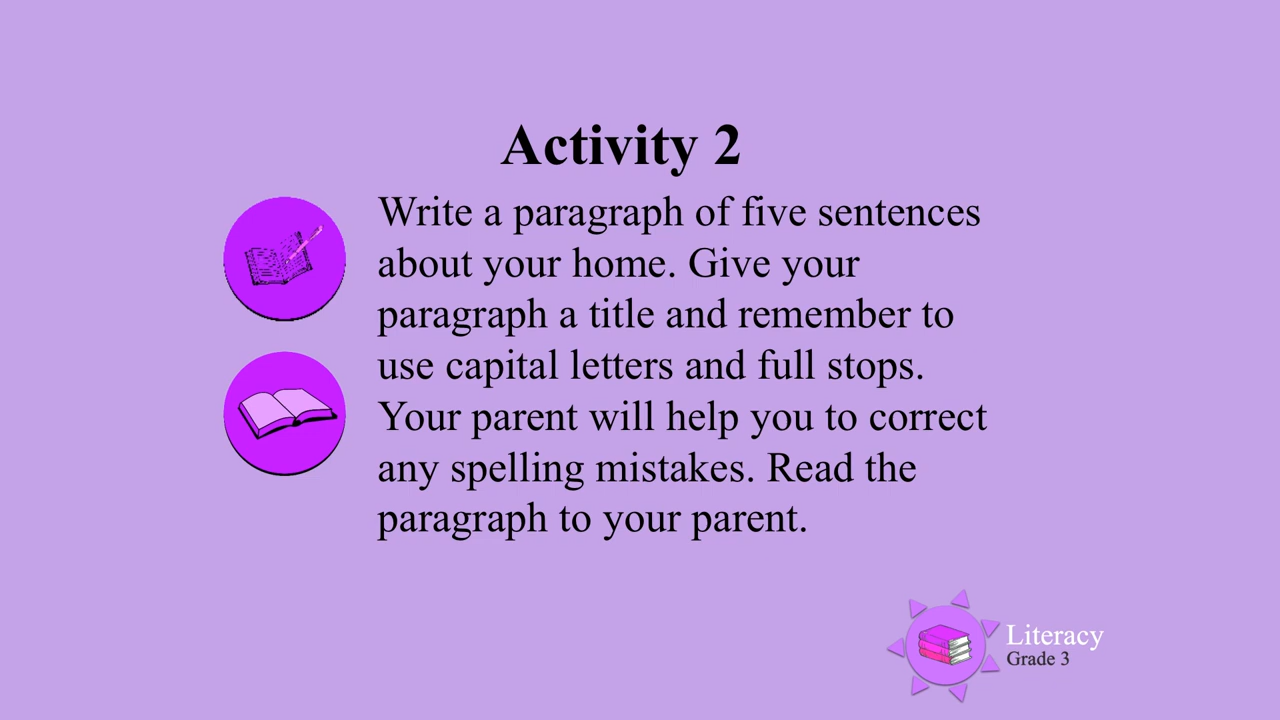 Activity 2
Write a paragraph of five sentences
about your home. Give your
paragraph a title and remember to
use capital letters and full stops.
Your parent will help you to correct
any spelling mistakes. Read the
paragraph to your parent.
Literacy
Grade 3